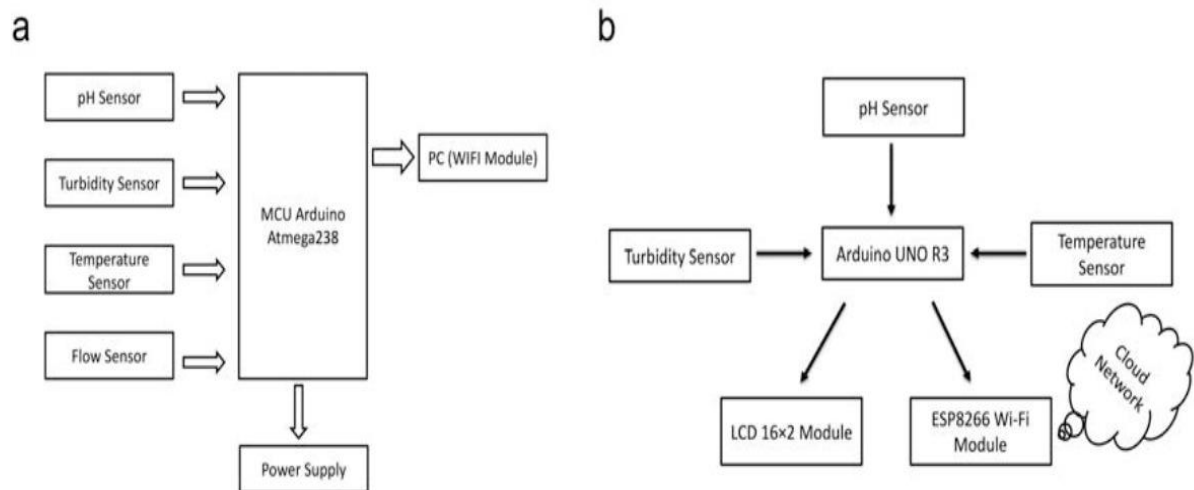 a
pH Sensor
Turbidity Sensor
Temperature
Sensor
Flow Sensor
MCU Arduino
Atmega238
PC (WIFI Module)
Power Supply
b
pH Sensor
Turbidity Sensor
Arduino UNO R3
Temperature
Sensor
LCD 16×2 Module
ESP8266 Wi-Fi
Module
Cloud
Network